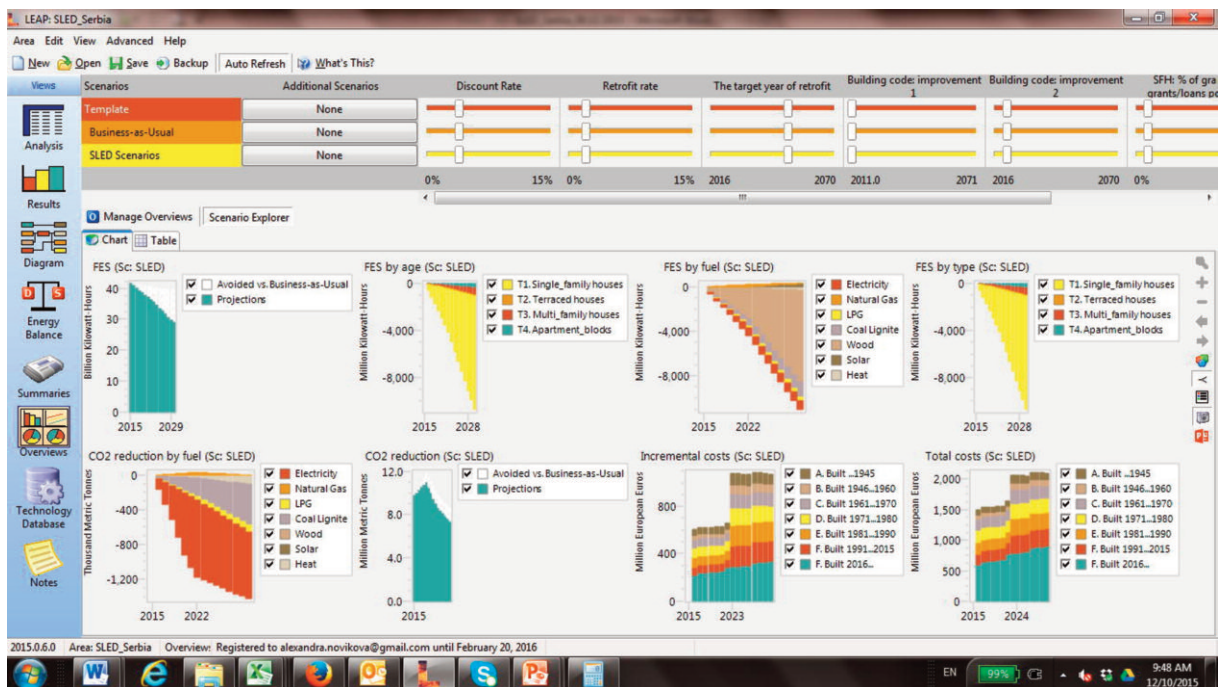 LEAP: SLED_Serbia
Area Edit View Advanced Help
New Open Save Backup Auto Refresh What's This?
Views Scenarios Additional Scenarios Discount Rate Retrofit rate The target year of retrofit Building code: improvement 1 Building code: improvement 2 SFH: % of gra grants/loans po
Template None
Business-as-Usual None
SLED Scenarios None
0% 15% 0% 15% 2016 2070 2011.0 2071 2016 2070 0%
Analysis
Results
Diagram
Energy Balance
Summaries
Overviews
Technology Database
Notes
Manage Overviews Scenario Explorer
Chart Table
FES (Sc: SLED)
Billion Kilowatt-Hours
40
30
20
10
0
2015 2029
Avoided vs. Business-as-Usual
Projections
FES by age (Sc: SLED)
Million Kilowatt-Hours
0
-4,000
-8,000
2015 2028
T1. Single_family houses
T2. Terraced houses
T3. Multi_family houses
T4. Apartment_blocks
FES by fuel (Sc: SLED)
Million Kilowatt-Hours
0
-4,000
-8,000
2015 2022
Electricity
Natural Gas
LPG
Coal Lignite
Wood
Solar
Heat
FES by type (Sc: SLED)
Million Kilowatt-Hours
0
-4,000
-8,000
2015 2028
T1. Single_family houses
T2. Terraced houses
T3. Multi_family houses
T4. Apartment_blocks
CO2 reduction by fuel (Sc: SLED)
Thousand Metric Tonnes
0
-400
-800
-1,200
2015 2022
Electricity
Natural Gas
LPG
Coal Lignite
Wood
Solar
Heat
CO2 reduction (Sc: SLED)
Million Metric Tonnes
12.0
8.0
4.0
0.0
2015
Avoided vs. Business-as-Usual
Projections
Incremental costs (Sc: SLED)
Million European Euros
800
400
0
2015 2023
A. Built ..1945
B. Built 1946..1960
C. Built 1961..1970
D. Built 1971..1980
E. Built 1981..1990
F. Built 1991..2015
F. Built 2016...
Total costs (Sc: SLED)
Million European Euros
2,000
1,500
1,000
500
0
2015 2024
A. Built ..1945
B. Built 1946..1960
C. Built 1961..1970
D. Built 1971..1980
E. Built 1981..1990
F. Built 1991..2015
F. Built 2016...
2015.0.6.0 Area: SLED_Serbia Overview: Registered to alexandra.novikova@gmail.com until February 20, 2016
EN 99% 9:48 AM
12/10/2015